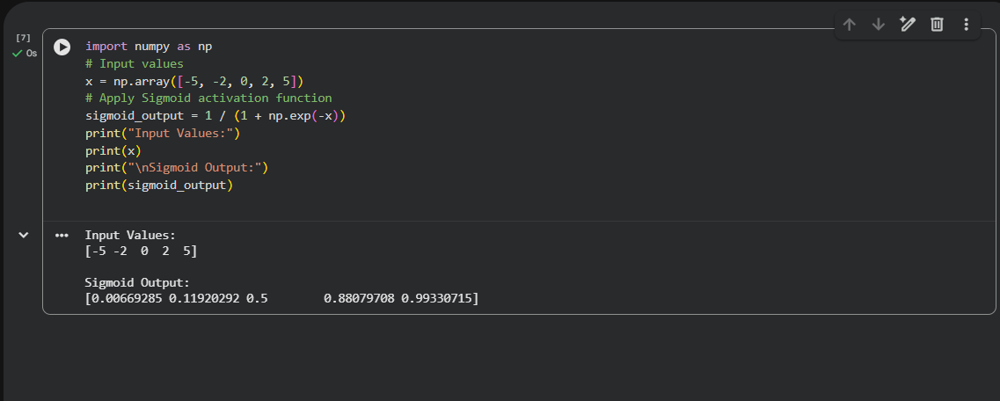 [7]
0s
import numpy as np
# Input values
x = np.array([-5, -2, 0, 2, 5])
# Apply Sigmoid activation function
sigmoid_output = 1 / (1 + np.exp(-x))
print("Input Values:")
print(x)
print("\nSigmoid Output:")
print(sigmoid_output)
Input Values:
[-5 -2  0  2  5]
Sigmoid Output:
[0.00669285 0.11920292 0.5        0.88079708 0.99330715]